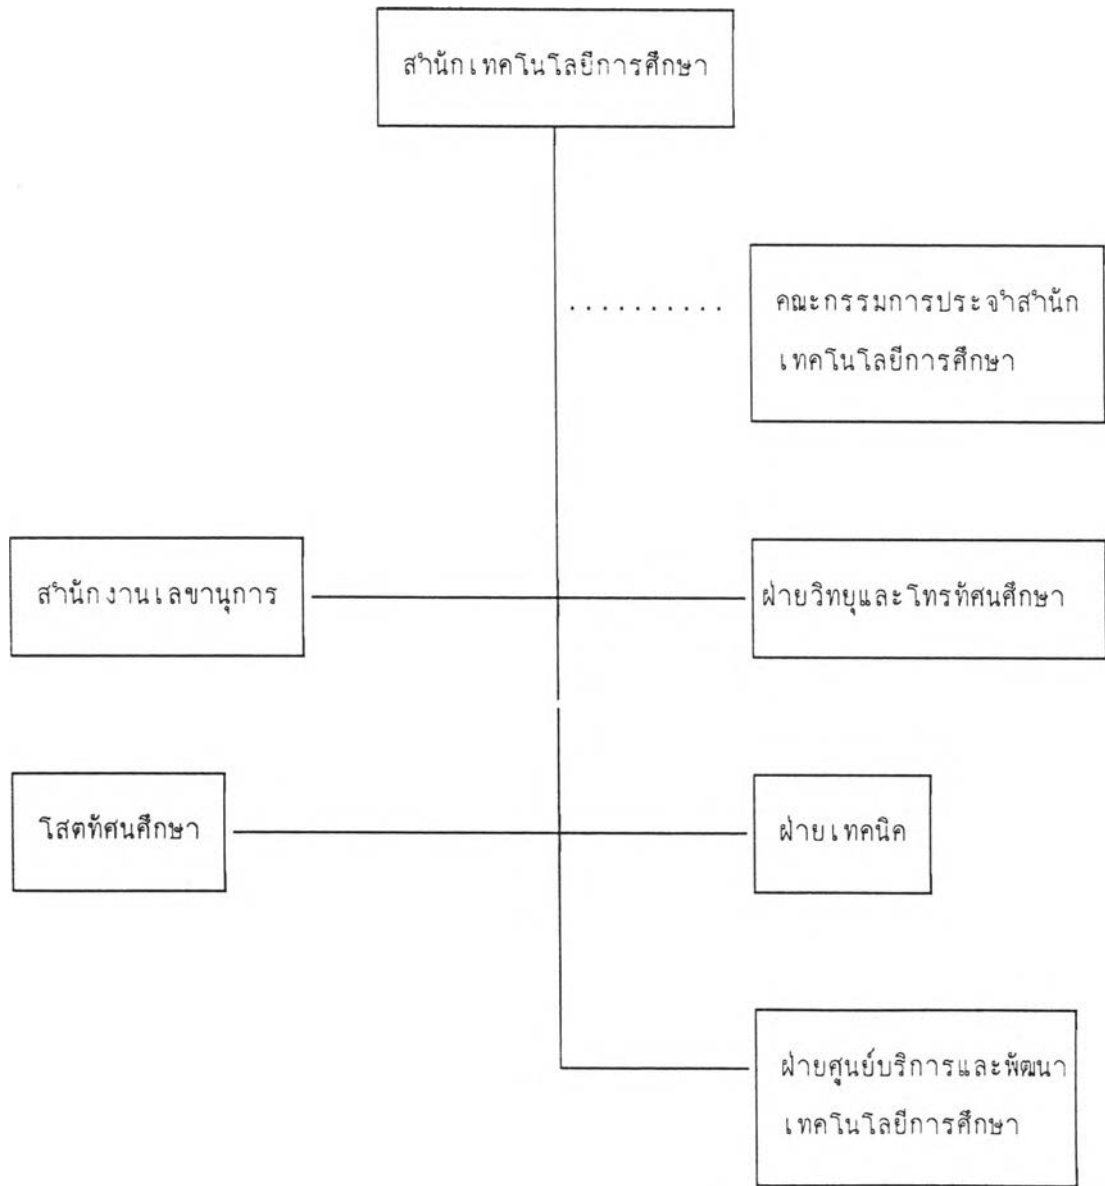 สำนักเทคโนโลยีการศึกษา
คณะกรรมการประจำสำนัก
เทคโนโลยีการศึกษา
สำนักงานเลขานุการ
ฝ่ายวิทยุและโทรทัศนศึกษา
โสตทัศนศึกษา
ฝ่ายเทคนิค
ฝ่ายศูนย์บริการและพัฒนา
เทคโนโลยีการศึกษา